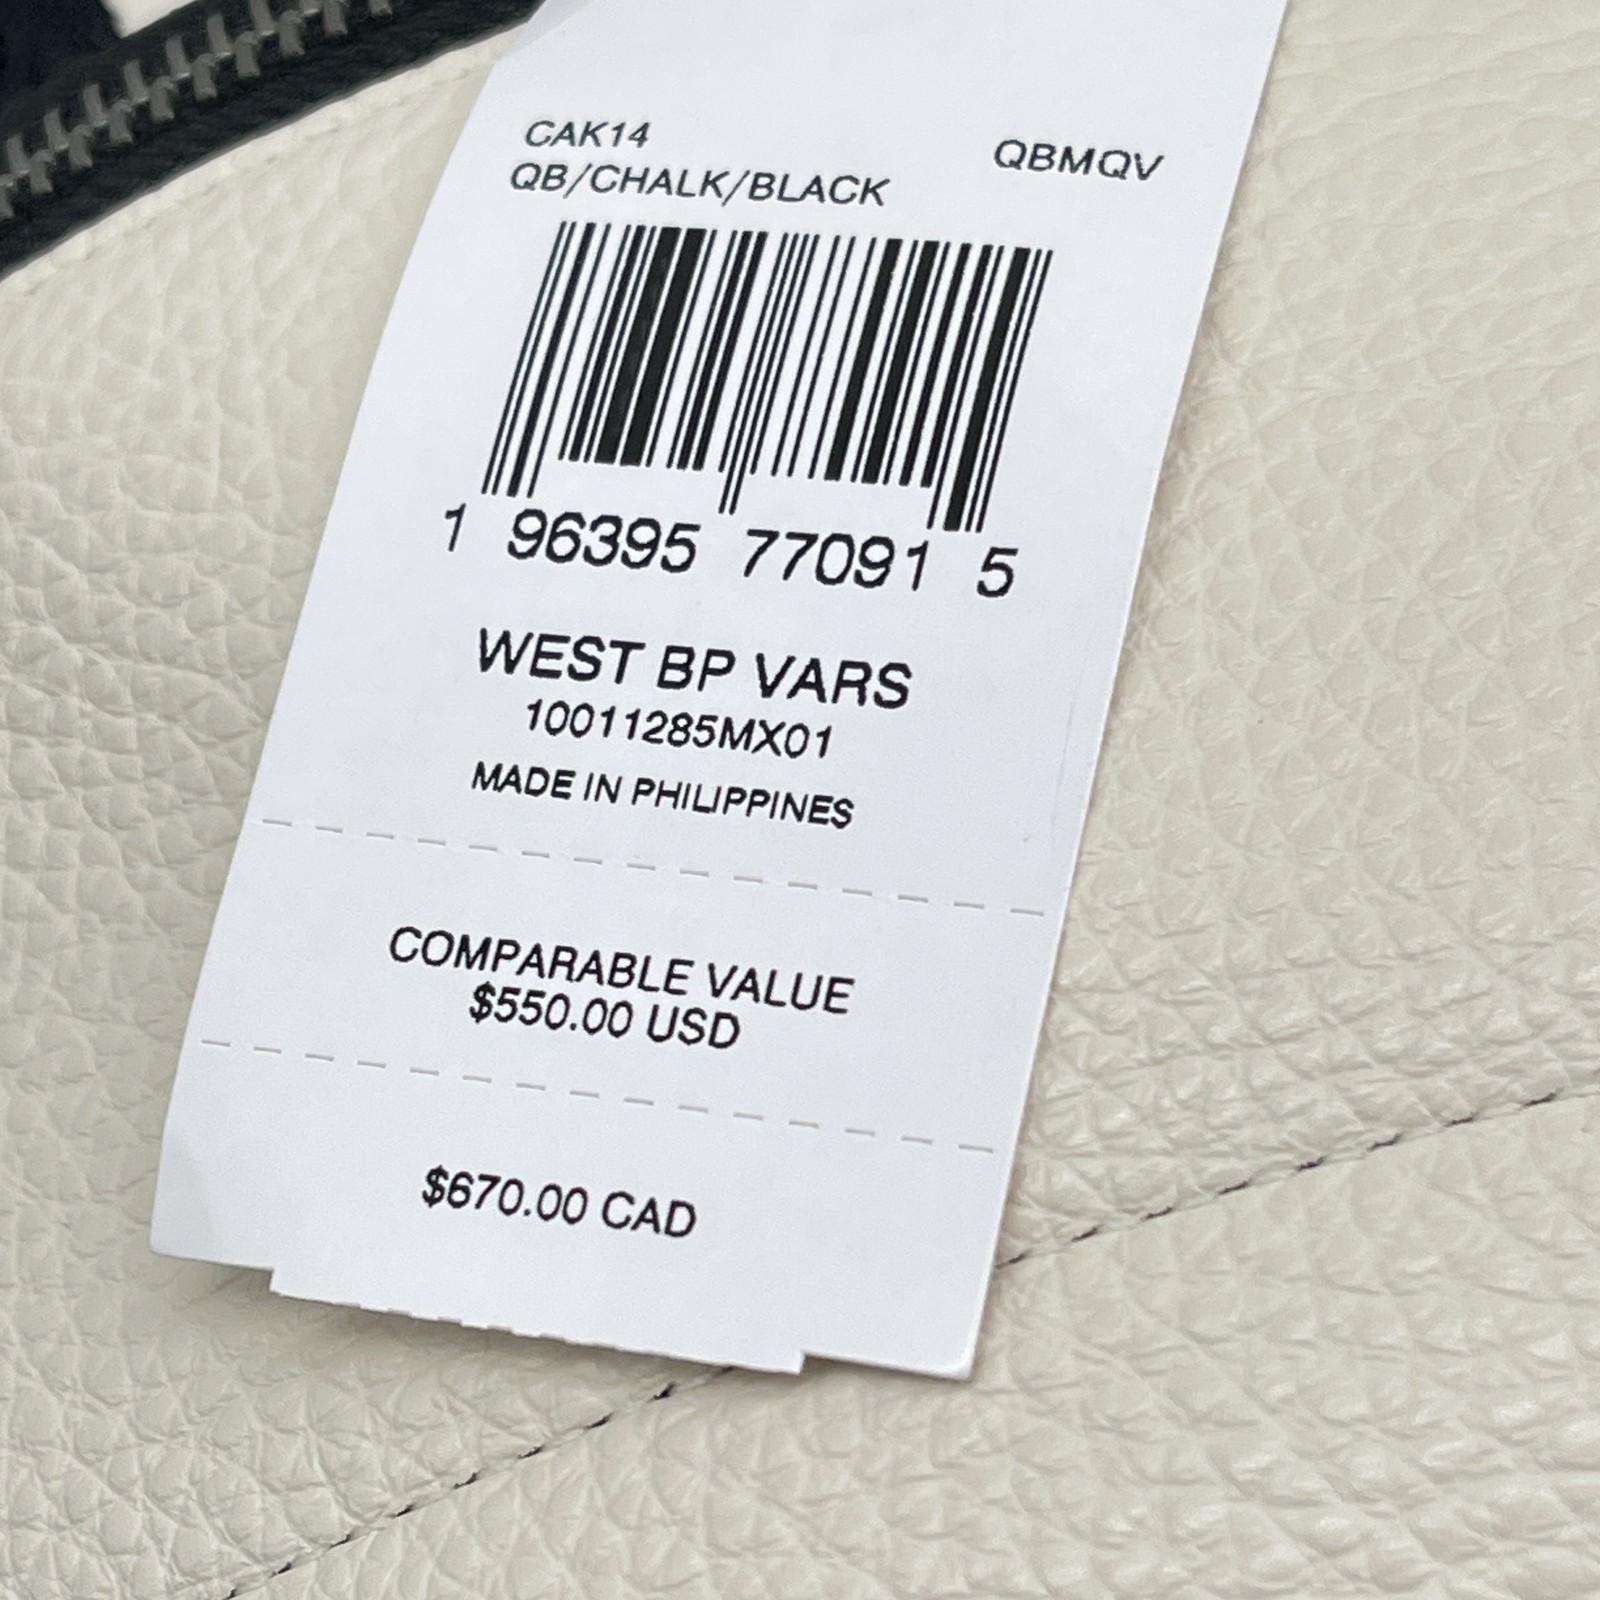 CAK14 QBMQV
QB/CHALK/BLACK
1 96395 77091 5
WEST BP VARS
10011285MX01
MADE IN PHILIPPINES
COMPARABLE VALUE
$550.00 USD
$670.00 CAD